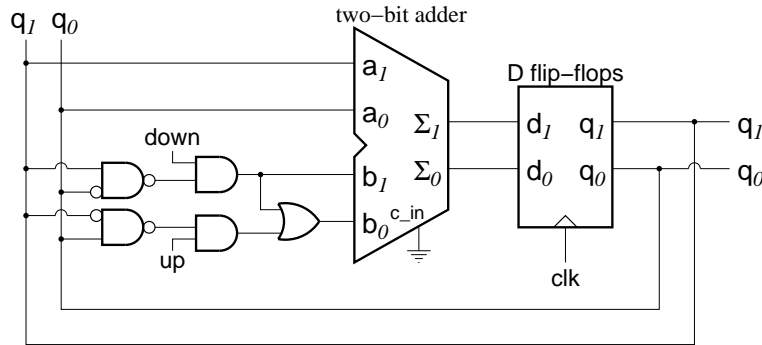 two-bit adder
q1 q0
a1
D flip-flops
a0
down
Σ1 d1 q1 q1
b1 Σ0 d0 q0 q0
c_in
b0
up
clk